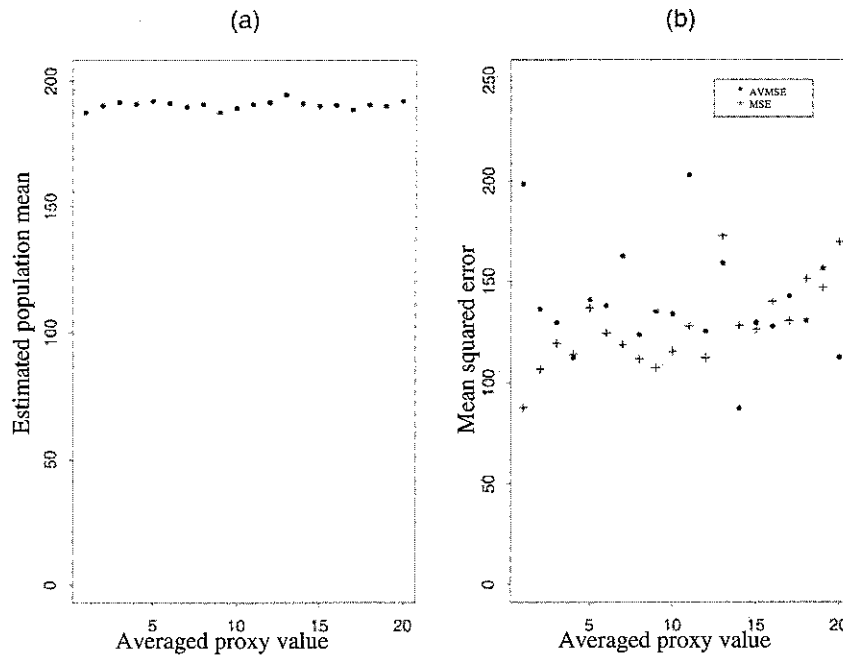 (a)
(b)
Estimated population mean
200
150
100
50
0
5
10
15
20
Averaged proxy value
Mean squared error
250
200
150
100
50
0
AVMSE
MSE
5
10
15
20
Averaged proxy value